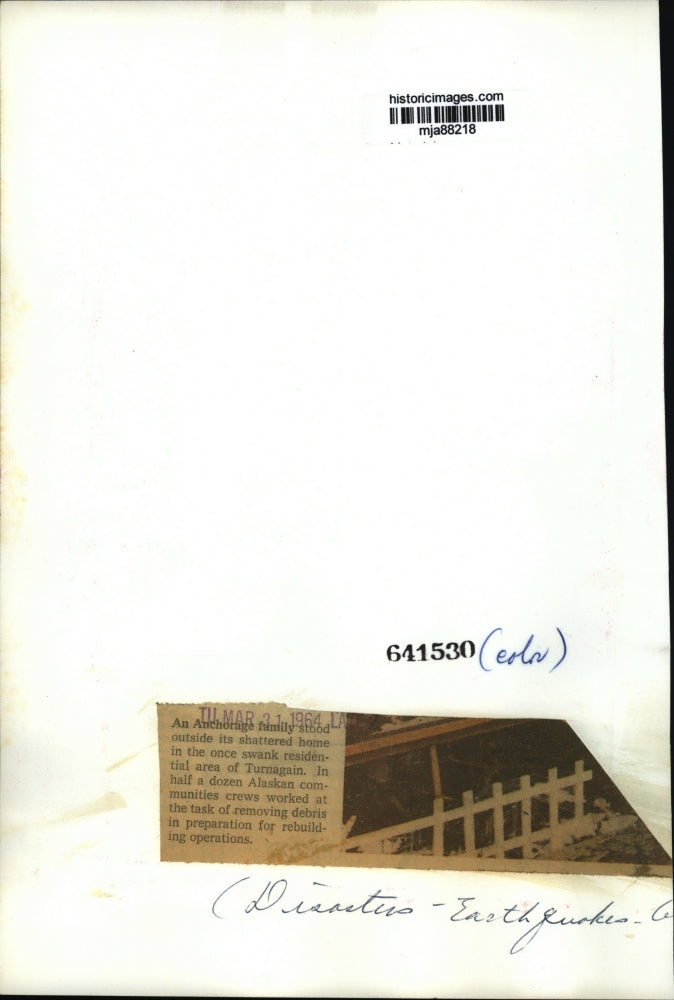 historicimages.com
mja88218
641530 (color)
TU MAR 31 1964 LA
An Anchorage family stood
outside its shattered home
in the once swank residen-
tial area of Turnagain. In
half a dozen Alaskan com-
munities crews worked at
the task of removing debris
in preparation for rebuild-
ing operations.
(Disasters - Earthquakes -